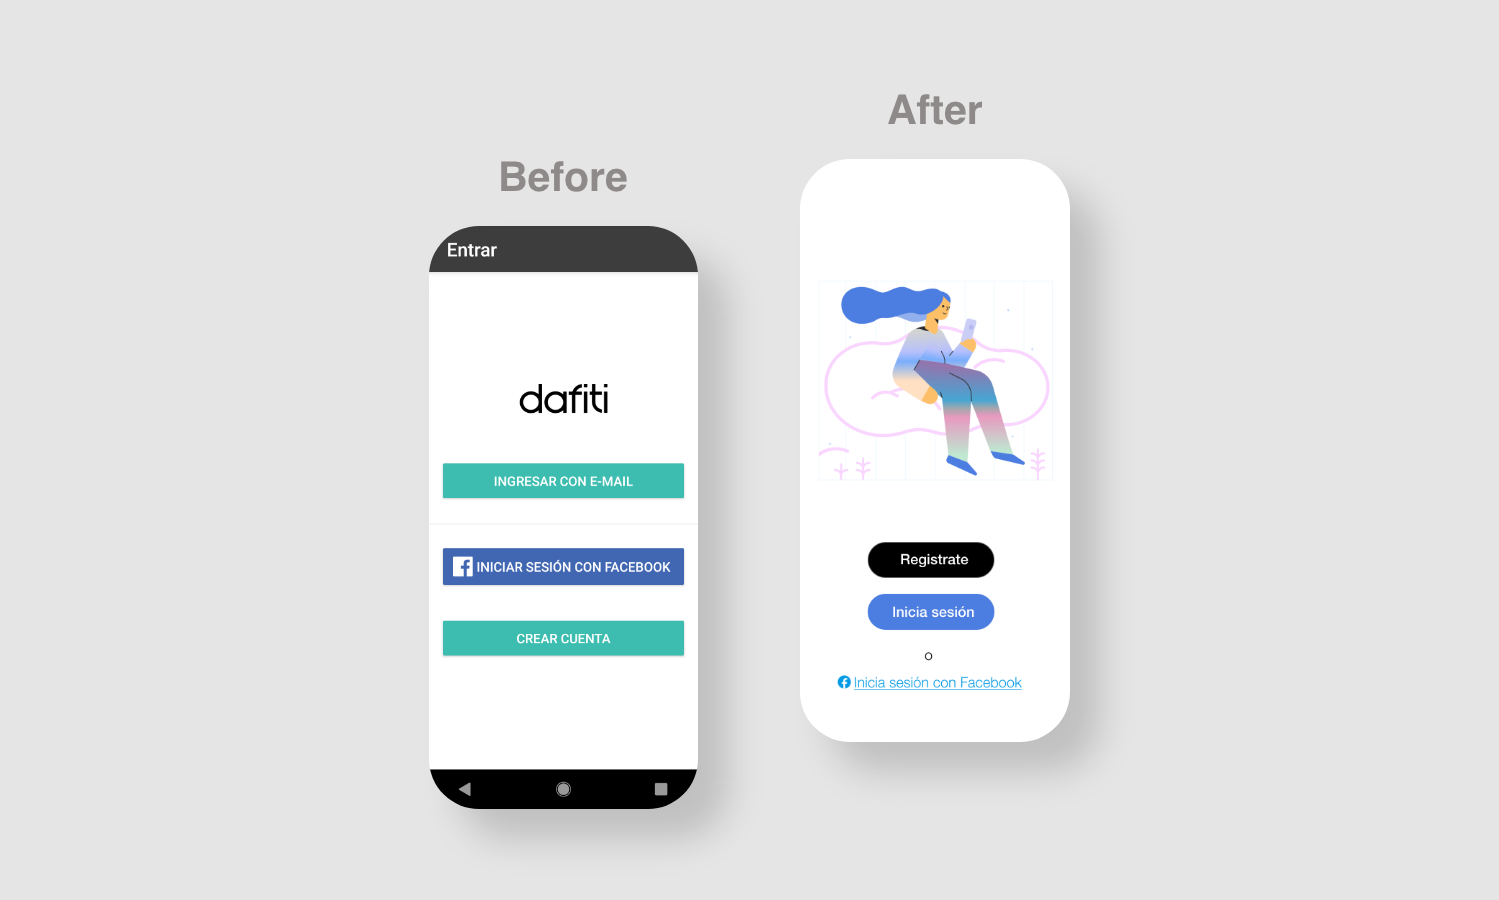 Before
Entrar
dafiti
INGRESAR CON E-MAIL
INICIAR SESIÓN CON FACEBOOK
CREAR CUENTA
After
Registrate
Inicia sesión
o
Inicia sesión con Facebook